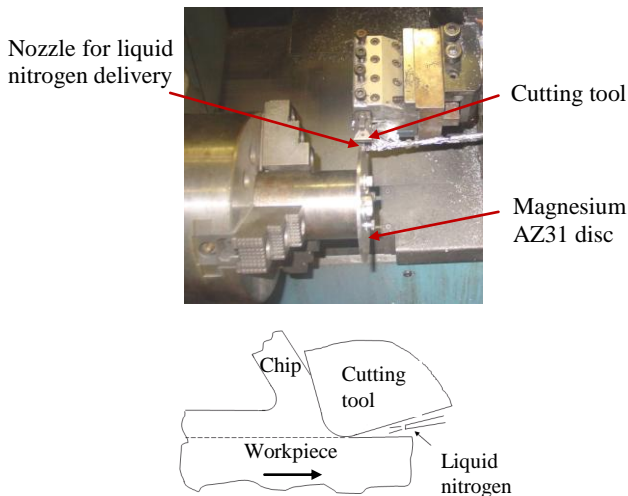 Nozzle for liquid
nitrogen delivery
Cutting tool
Magnesium
AZ31 disc
Chip
Cutting
tool
Workpiece
Liquid
nitrogen